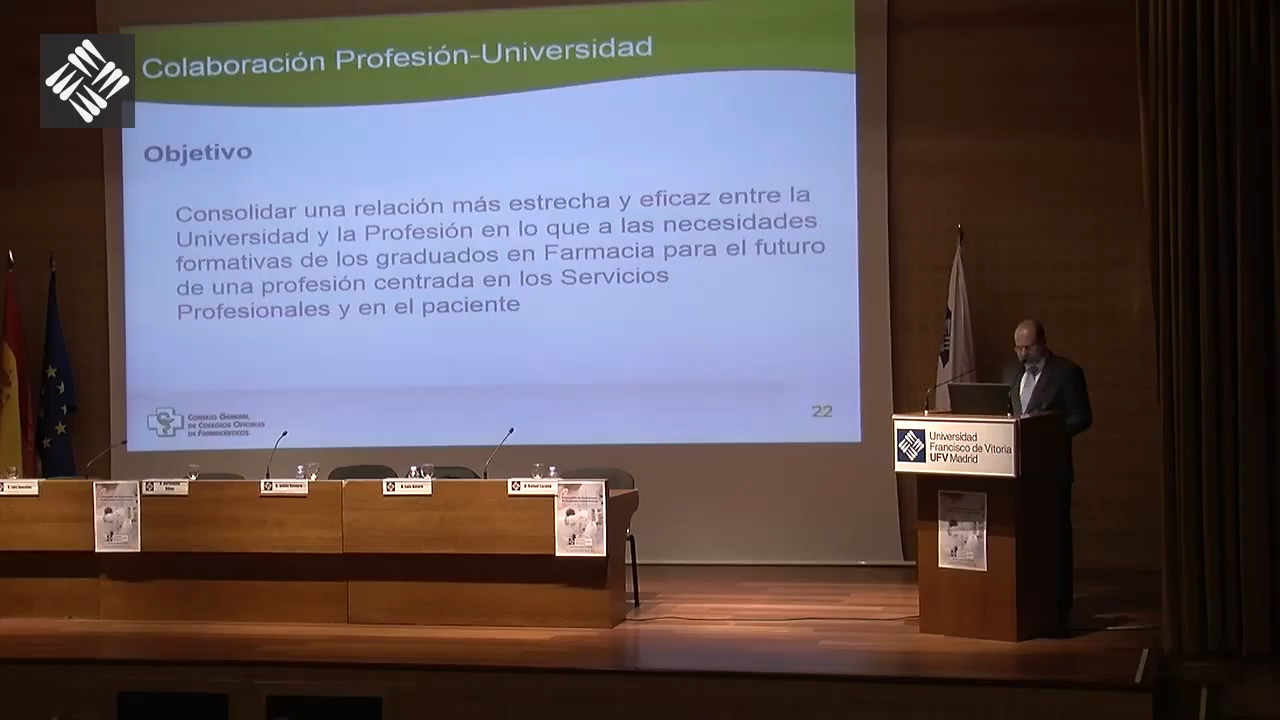 Colaboración Profesión-Universidad
Objetivo
Consolidar una relación más estrecha y eficaz entre la
Universidad y la Profesión en lo que a las necesidades
formativas de los graduados en Farmacia para el futuro
de una profesión centrada en los Servicios
Profesionales y en el paciente
CONSEJO GENERAL
DE COLEGIOS OFICIALES
DE FARMACÉUTICOS
22
Universidad
Francisco de Vitoria
UFV Madrid